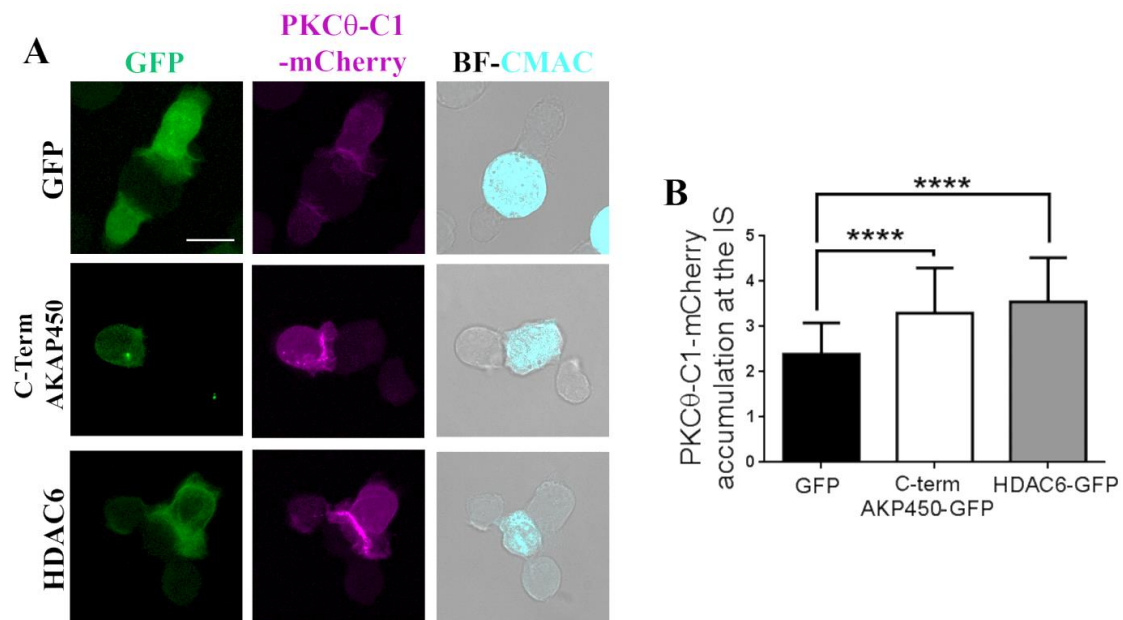 A
GFP
PKCθ-C1
-mCherry
BF-CMAC
GFP
C-Term
AKAP450
HDAC6
B
PKCθ-C1-mCherry
accumulation at the IS
5
4
3
2
1
0
****
****
GFP
C-term
AKP450-GFP
HDAC6-GFP